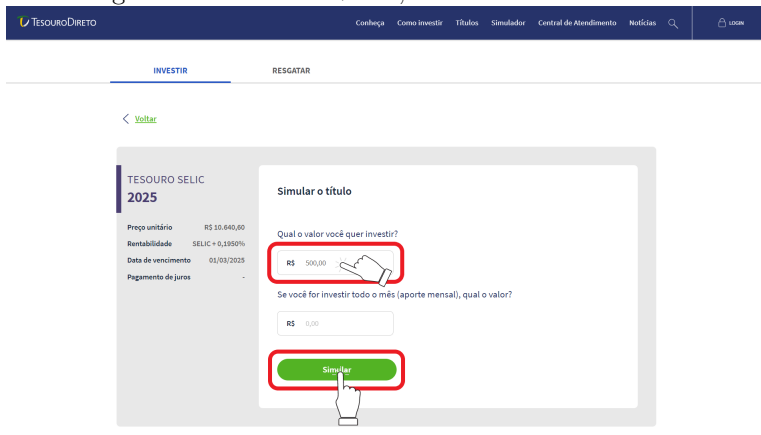 TESOURODIRETO
Conheça Como investir Títulos Simulador Central de Atendimento Notícias LOGIN
INVESTIR RESGATAR
Voltar
TESOURO SELIC
2025
Preço unitário R$ 10.640,60
Rentabilidade SELIC + 0,1950%
Data de vencimento 01/03/2025
Pagamento de juros -
Simular o título
Qual o valor você quer investir?
R$ 500,00
Se você for investir todo o mês (aporte mensal), qual o valor?
R$ 0,00
Simular